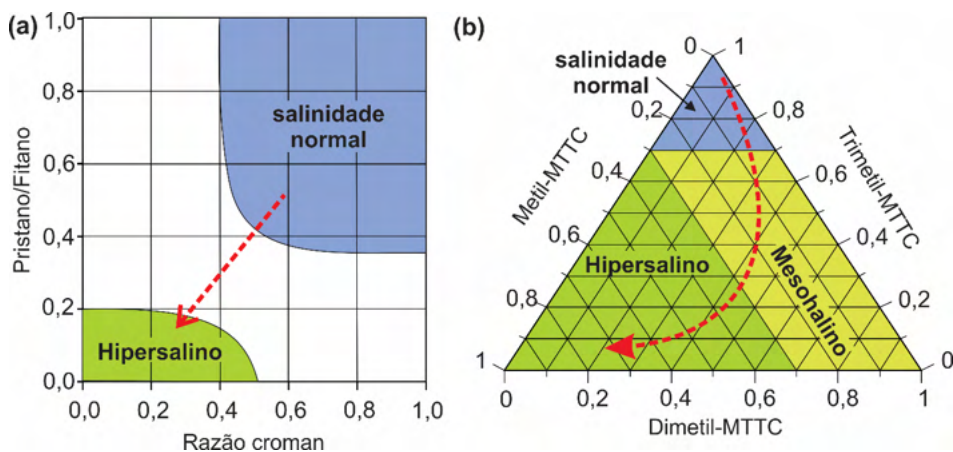 (a)
1,0
0,8
0,6
0,4
0,2
0,0
Pristano/Fitano
salinidade
normal
Hipersalino
0,0 0,2 0,4 0,6 0,8 1,0
Razão croman
(b)
0 1
salinidade
normal
0,2 0,8
Metil-MTTC
Trimetil-MTTC
0,4 0,6
0,6 0,4
Hipersalino
Mesohalino
0,8 0,2
1 0
0 0,2 0,4 0,6 0,8 1
Dimetil-MTTC